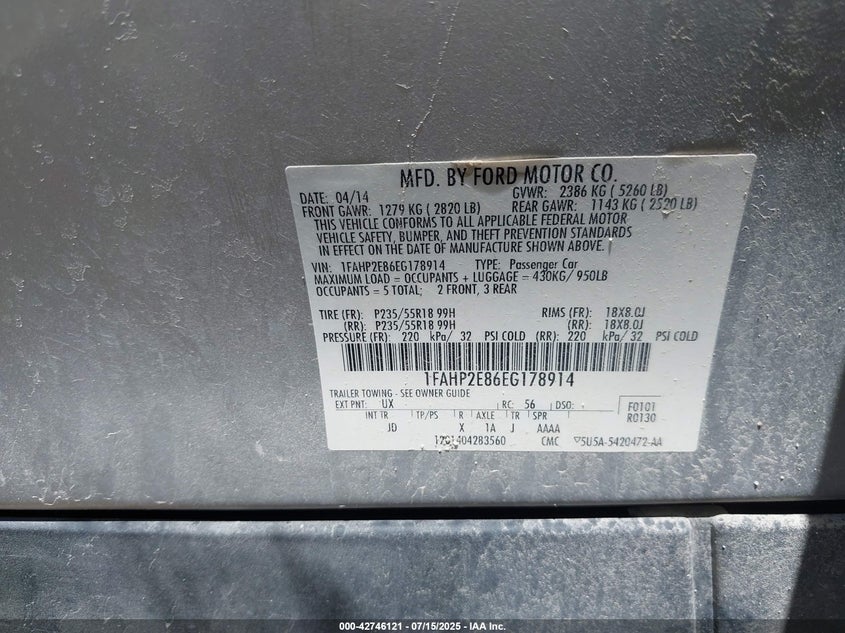 MFD. BY FORD MOTOR CO.
DATE: 04/14 GVWR: 2386 KG ( 5260 LB)
FRONT GAWR: 1279 KG ( 2820 LB) REAR GAWR: 1143 KG ( 2520 LB)
THIS VEHICLE CONFORMS TO ALL APPLICABLE FEDERAL MOTOR
VEHICLE SAFETY, BUMPER, AND THEFT PREVENTION STANDARDS
IN EFFECT ON THE DATE OF MANUFACTURE SHOWN ABOVE.
VIN: 1FAHP2E86EG178914 TYPE: Passenger Car
MAXIMUM LOAD = OCCUPANTS + LUGGAGE = 430KG/ 950LB
OCCUPANTS = 5 TOTAL; 2 FRONT, 3 REAR
TIRE (FR): P235/55R18 99H RIMS (FR): 18X8.0J
(RR): P235/55R18 99H (RR): 18X8.0J
PRESSURE (FR): 220 kPa/ 32 PSI COLD (RR): 220 kPa/ 32 PSI COLD
1FAHP2E86EG178914
TRAILER TOWING - SEE OWNER GUIDE
EXT PNT: UX RC: 56 DSO: F0101
INT TR TP/PS R AXLE TR SPR R0130
JD X 1A J AAAA
1201404283560 CMC ▽5U5A-5420472-AA
000-42746121 - 07/15/2025 - IAA Inc.